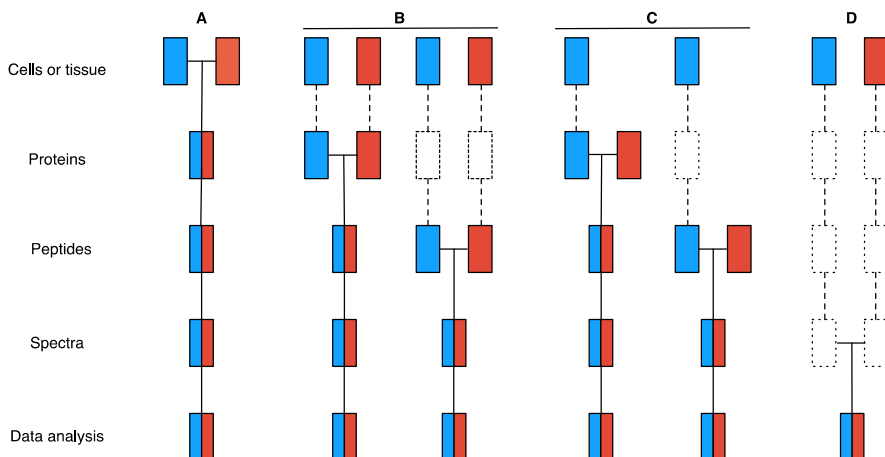 A B C D
Cells or tissue
Proteins
Peptides
Spectra
Data analysis